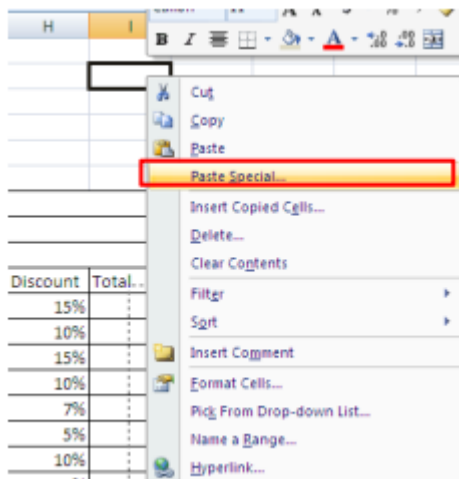 H I
B I A
Cut
Copy
Paste
Paste Special...
Insert Copied Cells...
Delete...
Clear Contents
Discount Total..
Filter
15%
Sort
10%
15%
Insert Comment
10%
Format Cells...
7%
Pick From Drop-down List...
5%
Name a Range...
10%
Hyperlink...